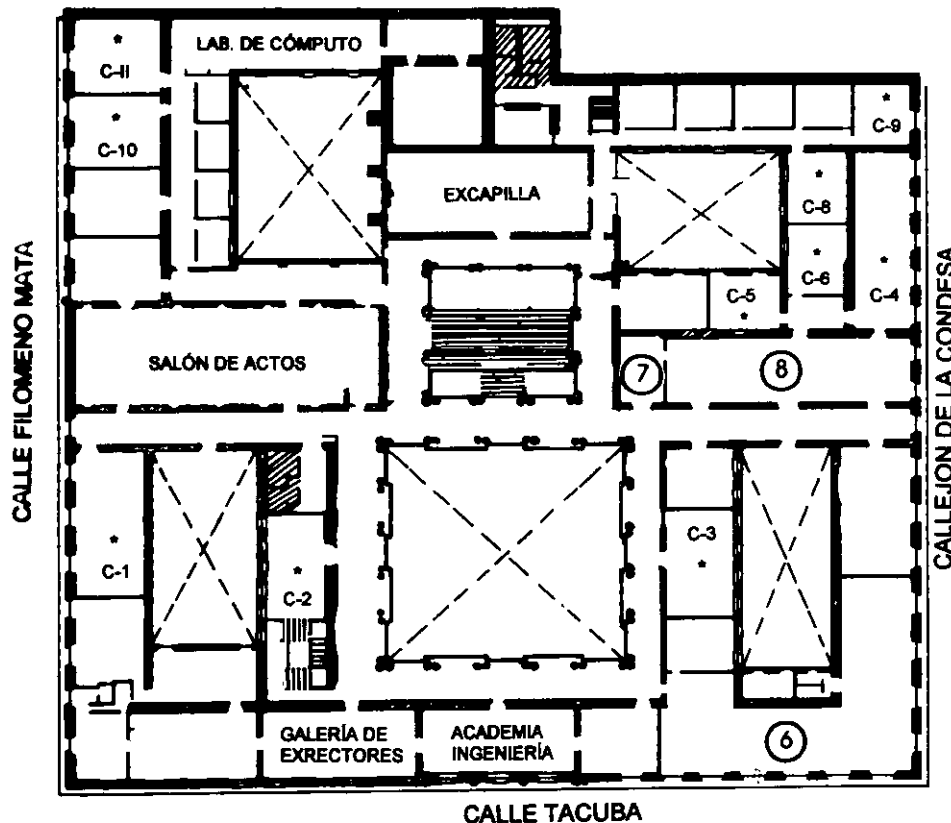 LAB. DE CÓMPUTO
C-11
C-10
C-9
EXCAPILLA
C-8
C-6
C-5
C-4
SALÓN DE ACTOS
7
8
CALLE FILOMENO MATA
CALLEJON DE LA CONDESA
C-1
C-2
C-3
GALERÍA DE
EXRECTORES
ACADEMIA
INGENIERÍA
6
CALLE TACUBA